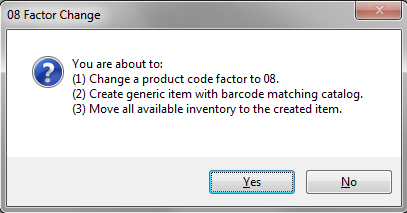 08 Factor Change
You are about to:
(1) Change a product code factor to 08.
(2) Create generic item with barcode matching catalog.
(3) Move all available inventory to the created item.
Yes
No